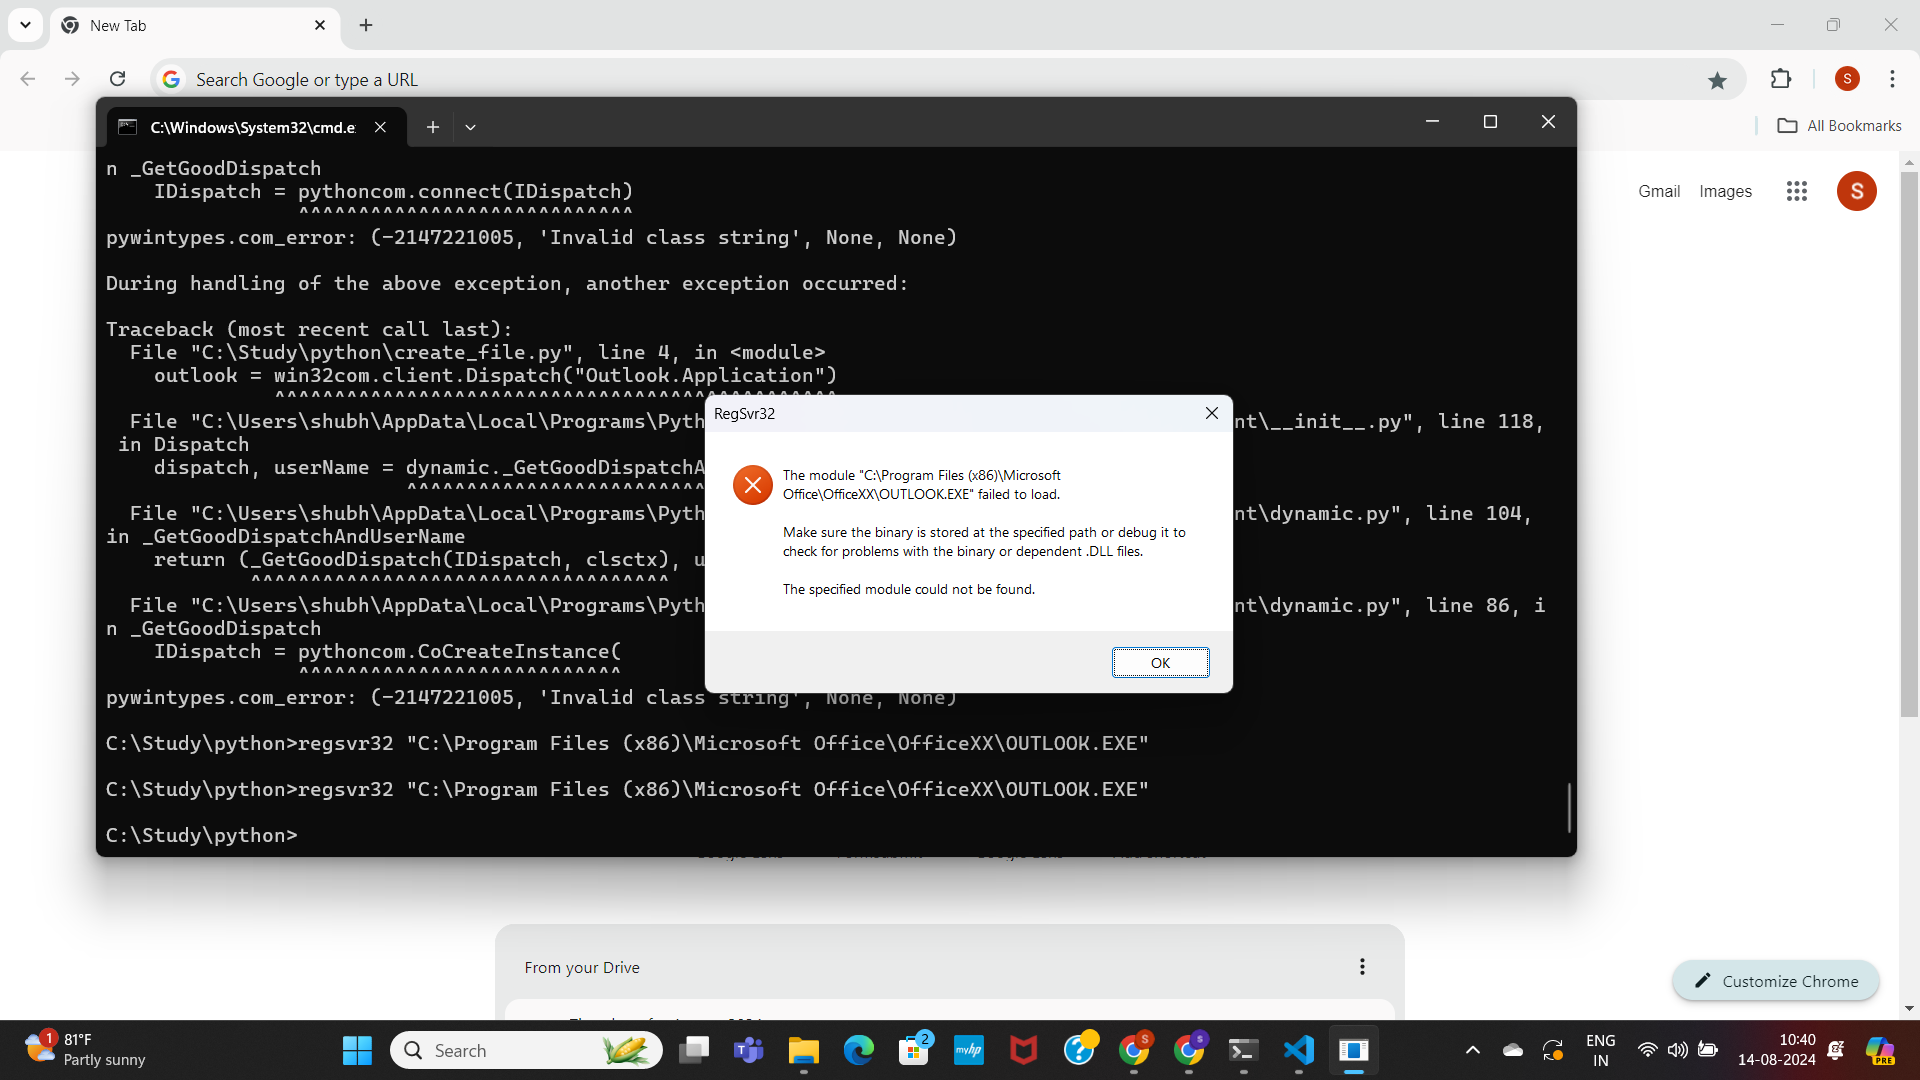 New Tab
Search Google or type a URL
S
C:\Windows\System32\cmd.e
All Bookmarks
Gmail
Images
S
n _GetGoodDispatch
    IDispatch = pythoncom.connect(IDispatch)
                ^^^^^^^^^^^^^^^^^^^^^^^^^^^^
pywintypes.com_error: (-2147221005, 'Invalid class string', None, None)
During handling of the above exception, another exception occurred:
Traceback (most recent call last):
  File "C:\Study\python\create_file.py", line 4, in <module>
    outlook = win32com.client.Dispatch("Outlook.Application")
              ^^^^^^^^^^^^^^^^^^^^^^^^^^^^^^^^^^^^^^^^^^^^^^^
  File "C:\Users\shubh\AppData\Local\Programs\Pyth nt\__init__.py", line 118,
 in Dispatch
    dispatch, userName = dynamic._GetGoodDispatchA
                         ^^^^^^^^^^^^^^^^^^^^^^^^^
  File "C:\Users\shubh\AppData\Local\Programs\Pyth nt\dynamic.py", line 104,
in _GetGoodDispatchAndUserName
    return (_GetGoodDispatch(IDispatch, clsctx), u
            ^^^^^^^^^^^^^^^^^^^^^^^^^^^^^^^^^^^
  File "C:\Users\shubh\AppData\Local\Programs\Pyth nt\dynamic.py", line 86, i
n _GetGoodDispatch
    IDispatch = pythoncom.CoCreateInstance(
                ^^^^^^^^^^^^^^^^^^^^^^^^^^^
pywintypes.com_error: (-2147221005, 'Invalid class string', None, None)
C:\Study\python>regsvr32 "C:\Program Files (x86)\Microsoft Office\OfficeXX\OUTLOOK.EXE"
C:\Study\python>regsvr32 "C:\Program Files (x86)\Microsoft Office\OfficeXX\OUTLOOK.EXE"
C:\Study\python>
RegSvr32
The module "C:\Program Files (x86)\Microsoft
Office\OfficeXX\OUTLOOK.EXE" failed to load.
Make sure the binary is stored at the specified path or debug it to
check for problems with the binary or dependent .DLL files.
The specified module could not be found.
OK
From your Drive
Customize Chrome
1
81°F
Partly sunny
Search
T
2
myhp
S
S
PRE
ENG
IN
10:40
14-08-2024